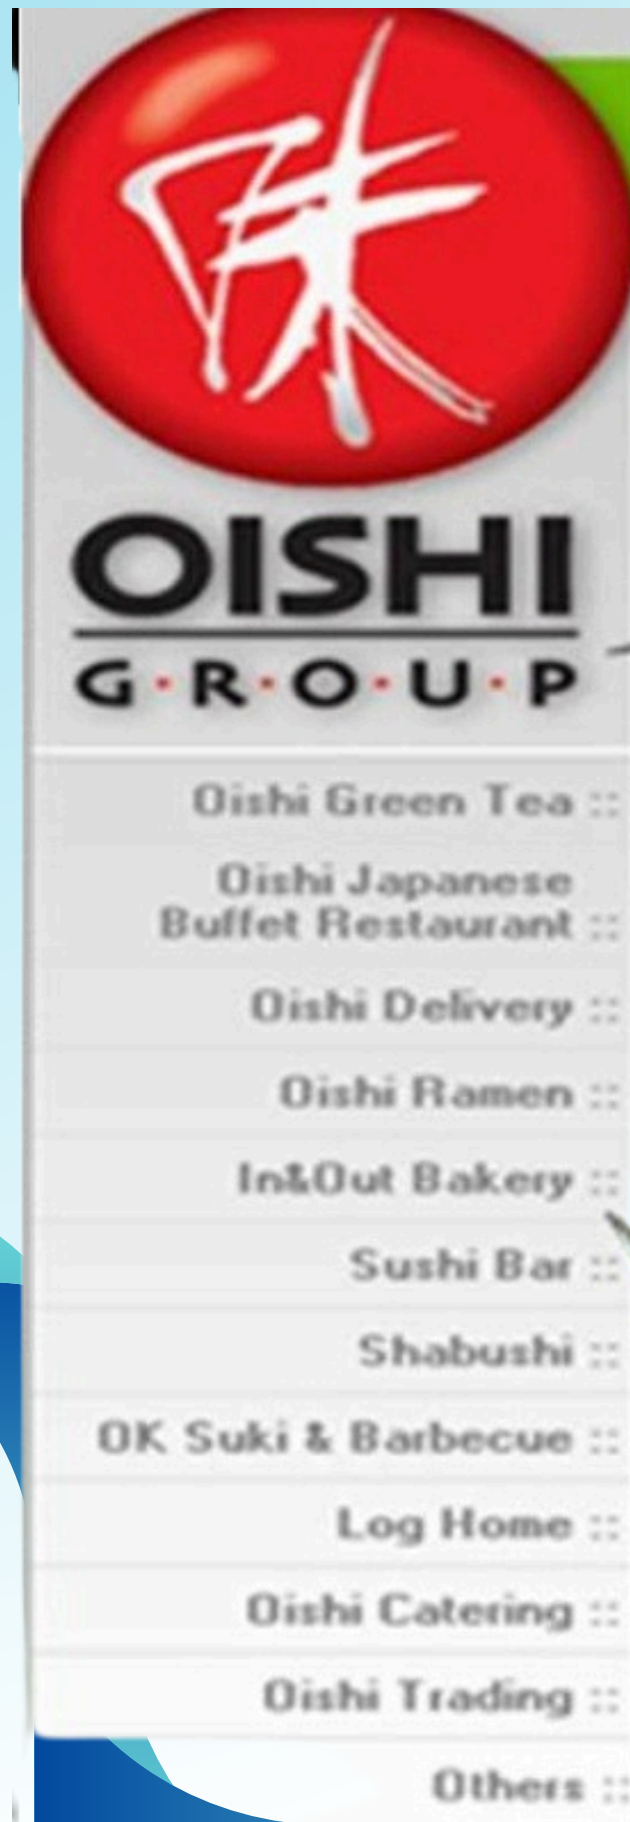 味
OISHI
G·R·O·U·P
Oishi Green Tea ::
Oishi Japanese
Buffet Restaurant ::
Oishi Delivery ::
Oishi Ramen ::
In&Out Bakery ::
Sushi Bar ::
Shabushi ::
OK Suki & Barbecue ::
Log Home ::
Oishi Catering ::
Oishi Trading ::
Others ::